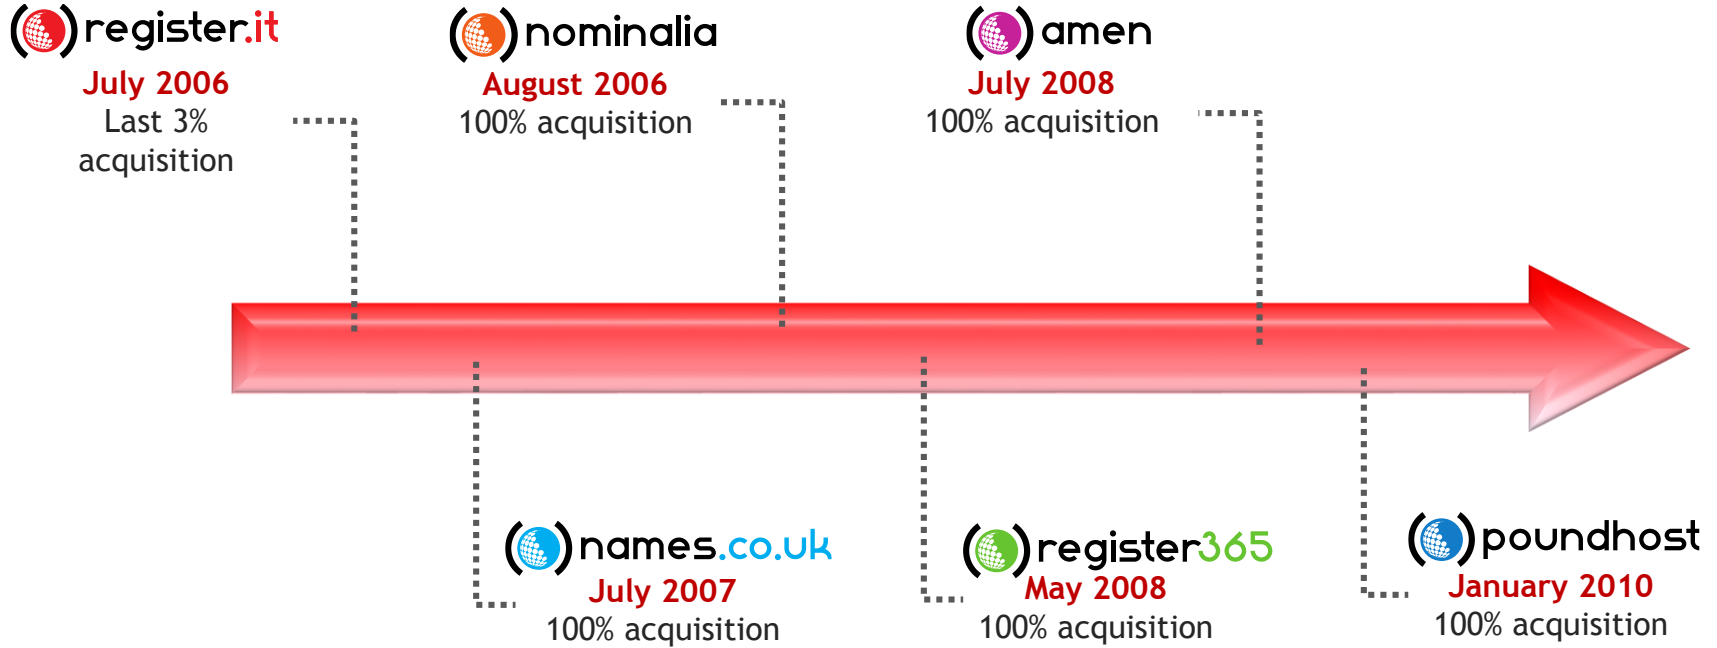 register.it
July 2006
Last 3%
acquisition
nominalia
August 2006
100% acquisition
amen
July 2008
100% acquisition
names.co.uk
July 2007
100% acquisition
register365
May 2008
100% acquisition
poundhost
January 2010
100% acquisition